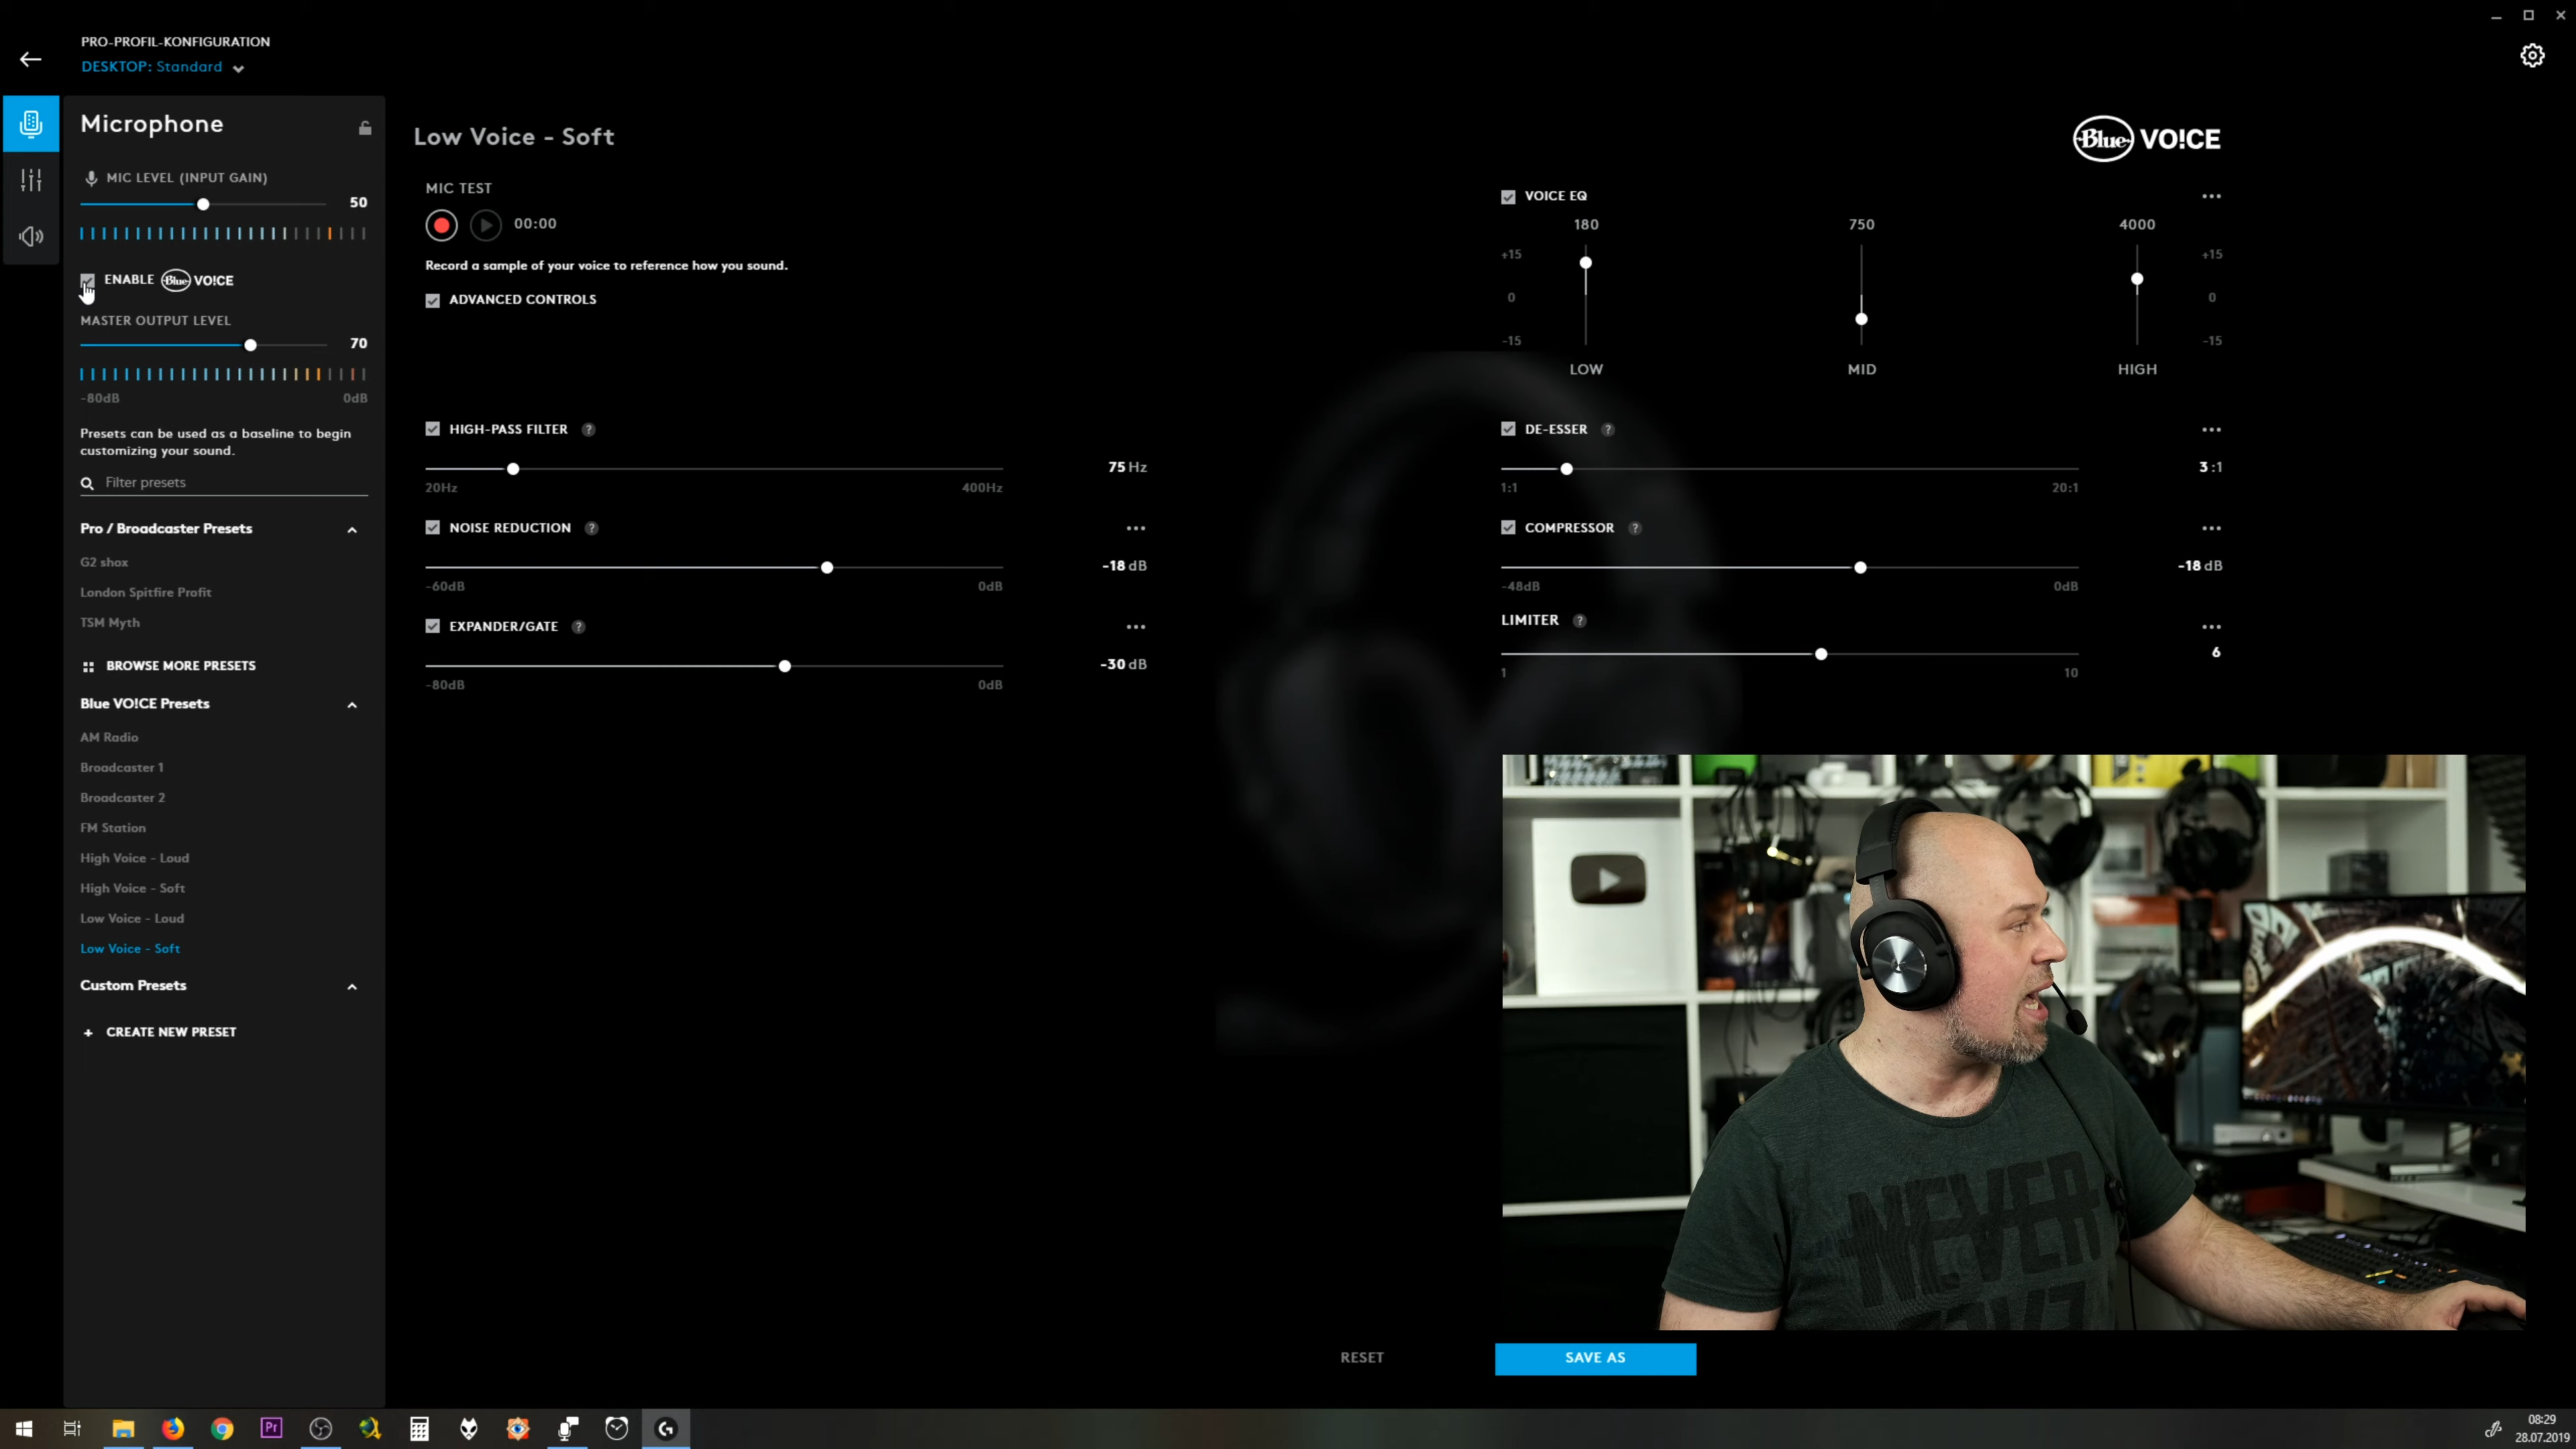 PRO-PROFIL-KONFIGURATION
DESKTOP: Standard
Microphone
MIC LEVEL (INPUT GAIN)
50
ENABLE Blue VO!CE
MASTER OUTPUT LEVEL
70
-80dB 0dB
Presets can be used as a baseline to begin
customizing your sound.
Filter presets
Pro / Broadcaster Presets
G2 shox
London Spitfire Profit
TSM Myth
BROWSE MORE PRESETS
Blue VO!CE Presets
AM Radio
Broadcaster 1
Broadcaster 2
FM Station
High Voice - Loud
High Voice - Soft
Low Voice - Loud
Low Voice - Soft
Custom Presets
+ CREATE NEW PRESET
Low Voice - Soft
MIC TEST
00:00
Record a sample of your voice to reference how you sound.
ADVANCED CONTROLS
HIGH-PASS FILTER ?
75 Hz
20Hz 400Hz
NOISE REDUCTION ?
-18 dB
-60dB 0dB
EXPANDER/GATE ?
-30 dB
-80dB 0dB
Blue VO!CE
VOICE EQ
180 750 4000
+15 +15
0 0
-15 -15
LOW MID HIGH
DE-ESSER ?
3 :1
1:1 20:1
COMPRESSOR ?
-18 dB
-48dB 0dB
LIMITER ?
6
1 10
NEVER
NEVER
RESET
SAVE AS
Pr
08:29
28.07.2019